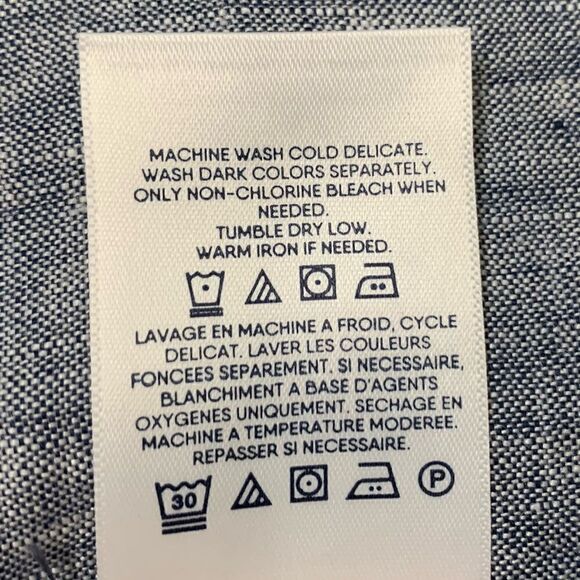 MACHINE WASH COLD DELICATE.
WASH DARK COLORS SEPARATELY.
ONLY NON-CHLORINE BLEACH WHEN
NEEDED.
TUMBLE DRY LOW.
WARM IRON IF NEEDED.
LAVAGE EN MACHINE A FROID, CYCLE
DELICAT. LAVER LES COULEURS
FONCEES SEPAREMENT. SI NECESSAIRE,
BLANCHIMENT A BASE D'AGENTS
OXYGENES UNIQUEMENT. SECHAGE EN
MACHINE A TEMPERATURE MODEREE.
REPASSER SI NECESSAIRE.
30 P